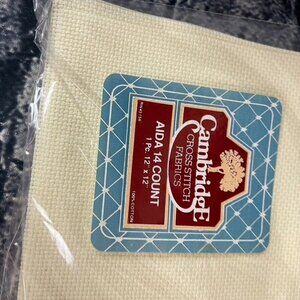 CambridgE
CROSS STITCH
FABRICS
AIDA 14 COUNT
1 Pc. 12" x 12"
100% COTTON